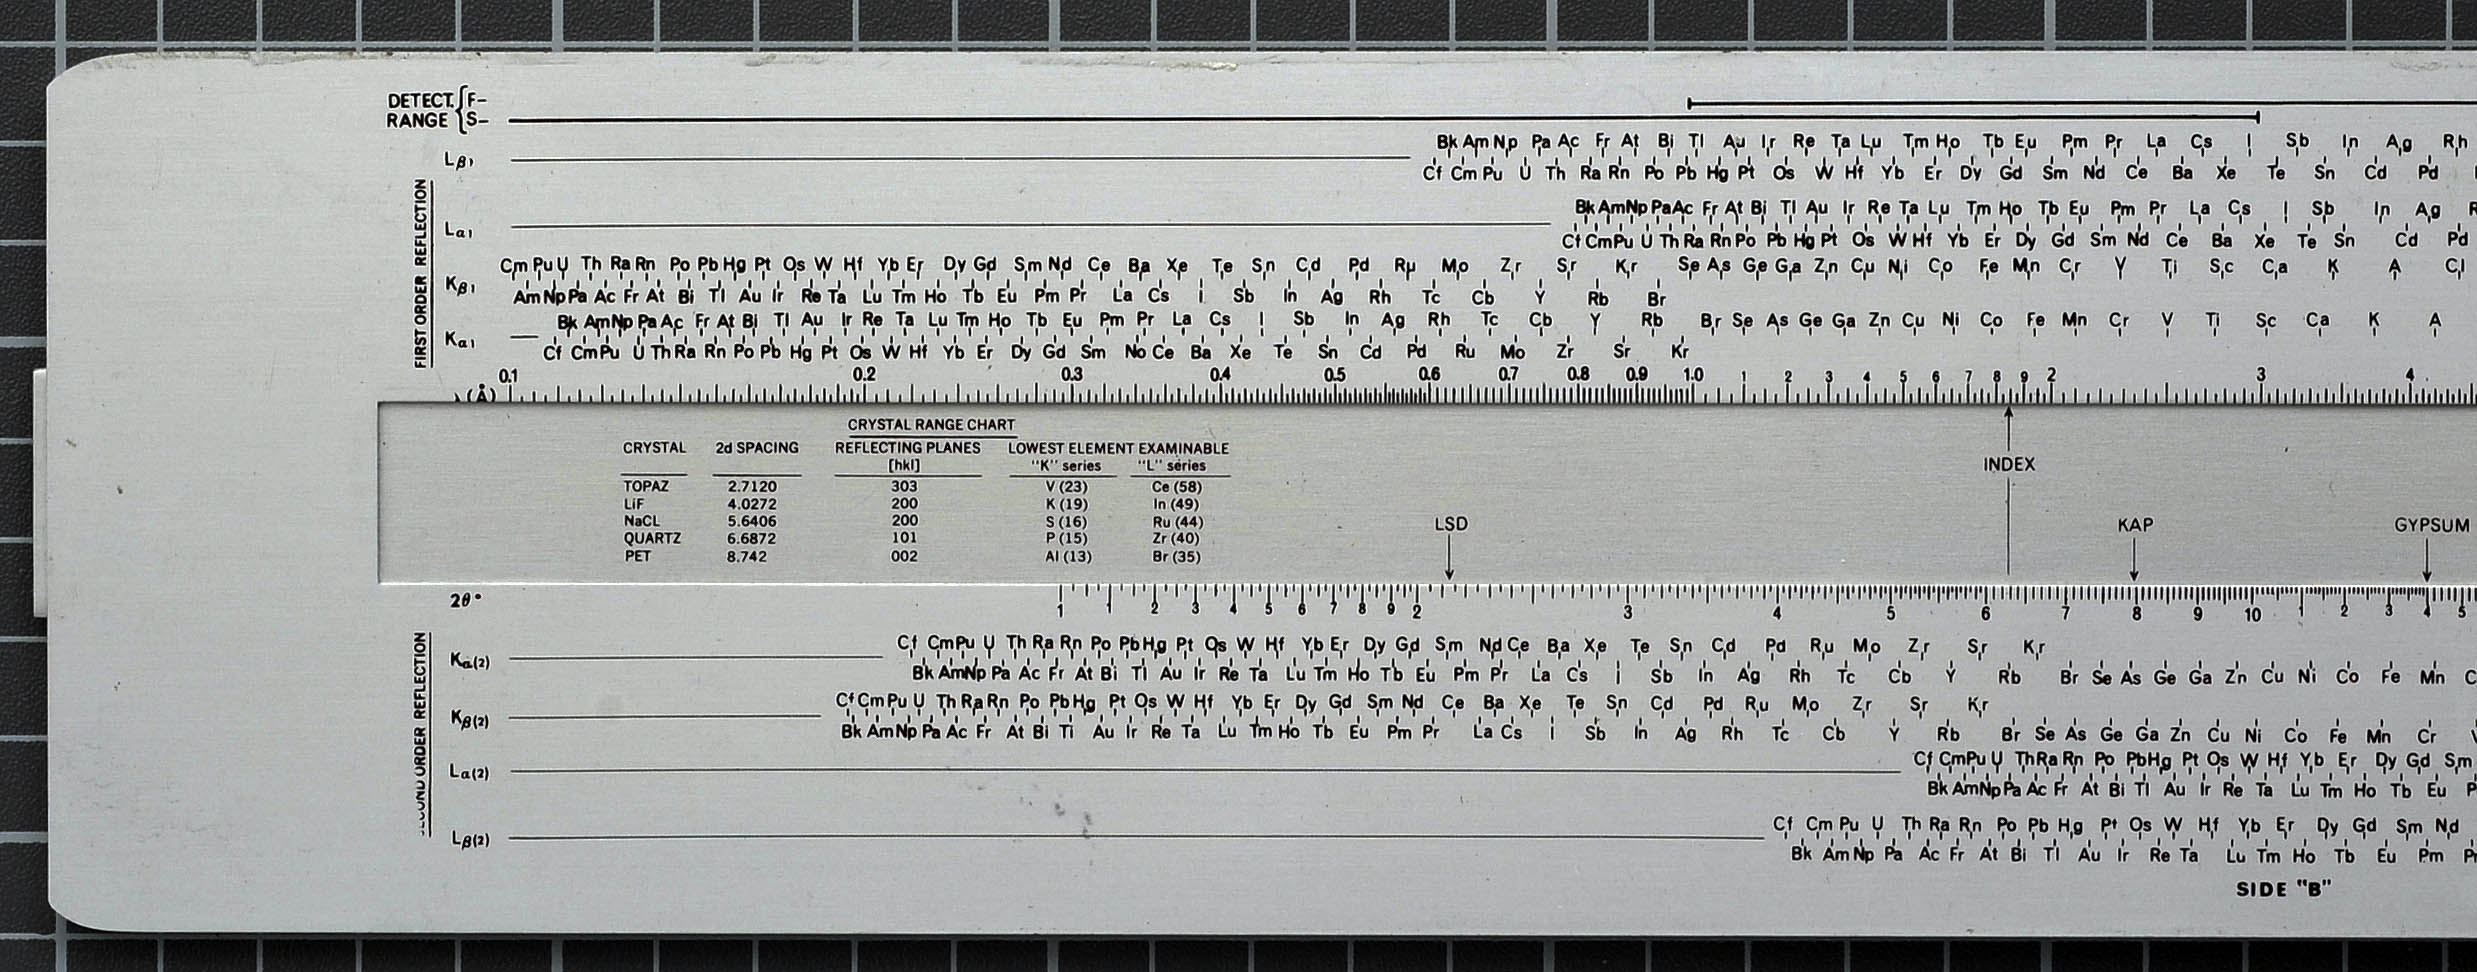 DETECT. RANGE { F–
S–
Lβ1 Bk Am Np Pa Ac Fr At Bi Tl Au Ir Re Ta Lu Tm Ho Tb Eu Pm Pr La Cs I Sb In Ag Rh
Cf Cm Pu U Th Ra Rn Po Pb Hg Pt Os W Hf Yb Er Dy Gd Sm Nd Ce Ba Xe Te Sn Cd Pd
FIRST ORDER REFLECTION
Lα1 Bk Am Np Pa Ac Fr At Bi Tl Au Ir Re Ta Lu Tm Ho Tb Eu Pm Pr La Cs I Sb In Ag
Cf Cm Pu U Th Ra Rn Po Pb Hg Pt Os W Hf Yb Er Dy Gd Sm Nd Ce Ba Xe Te Sn Cd Pd
Kβ1 Cm Pu U Th Ra Rn Po Pb Hg Pt Os W Hf Yb Er Dy Gd Sm Nd Ce Ba Xe Te Sn Cd Pd Ru Mo Zr Sr Kr Se As Ge Ga Zn Cu Ni Co Fe Mn Cr V Ti Sc Ca K A Cl
Am Np Pa Ac Fr At Bi Tl Au Ir Re Ta Lu Tm Ho Tb Eu Pm Pr La Cs I Sb In Ag Rh Tc Cb Y Rb Br
Kα1 Bk Am Np Pa Ac Fr At Bi Tl Au Ir Re Ta Lu Tm Ho Tb Eu Pm Pr La Cs I Sb In Ag Rh Tc Cb Y Rb Br Se As Ge Ga Zn Cu Ni Co Fe Mn Cr V Ti Sc Ca K A
Cf Cm Pu U Th Ra Rn Po Pb Hg Pt Os W Hf Yb Er Dy Gd Sm No Ce Ba Xe Te Sn Cd Pd Ru Mo Zr Sr Kr
0.1 0.2 0.3 0.4 0.5 0.6 0.7 0.8 0.9 1.0 1 2 3 4 5 6 7 8 9 2 3 4
(Å)
CRYSTAL RANGE CHART
CRYSTAL 2d SPACING REFLECTING PLANES LOWEST ELEMENT EXAMINABLE
[hkl] "K" series "L" series
TOPAZ 2.7120 303 V (23) Ce (58)
LiF 4.0272 200 K (19) In (49)
NaCL 5.6406 200 S (16) Ru (44)
QUARTZ 6.6872 101 P (15) Zr (40)
PET 8.742 002 Al (13) Br (35)
INDEX
LSD KAP GYPSUM
2θ° 1 1 2 3 4 5 6 7 8 9 2 3 4 5 6 7 8 9 10 2 3 4 5
SECOND ORDER REFLECTION
Kα(2) Cf Cm Pu U Th Ra Rn Po Pb Hg Pt Os W Hf Yb Er Dy Gd Sm Nd Ce Ba Xe Te Sn Cd Pd Ru Mo Zr Sr Kr
Bk Am Np Pa Ac Fr At Bi Tl Au Ir Re Ta Lu Tm Ho Tb Eu Pm Pr La Cs I Sb In Ag Rh Tc Cb Y Rb Br Se As Ge Ga Zn Cu Ni Co Fe Mn
Kβ(2) Cf Cm Pu U Th Ra Rn Po Pb Hg Pt Os W Hf Yb Er Dy Gd Sm Nd Ce Ba Xe Te Sn Cd Pd Ru Mo Zr Sr Kr
Bk Am Np Pa Ac Fr At Bi Ti Au Ir Re Ta Lu Tm Ho Tb Eu Pm Pr La Cs I Sb In Ag Rh Tc Cb Y Rb Br Se As Ge Ga Zn Cu Ni Co Fe Mn Cr
Lα(2) Cf Cm Pu U Th Ra Rn Po Pb Hg Pt Os W Hf Yb Er Dy Gd Sm
Bk Am Np Pa Ac Fr At Bi Tl Au Ir Re Ta Lu Tm Ho Tb Eu
Lβ(2) Cf Cm Pu U Th Ra Rn Po Pb Hg Pt Os W Hf Yb Er Dy Gd Sm Nd
Bk Am Np Pa Ac Fr At Bi Tl Au Ir Re Ta Lu Tm Ho Tb Eu Pm
SIDE "B"